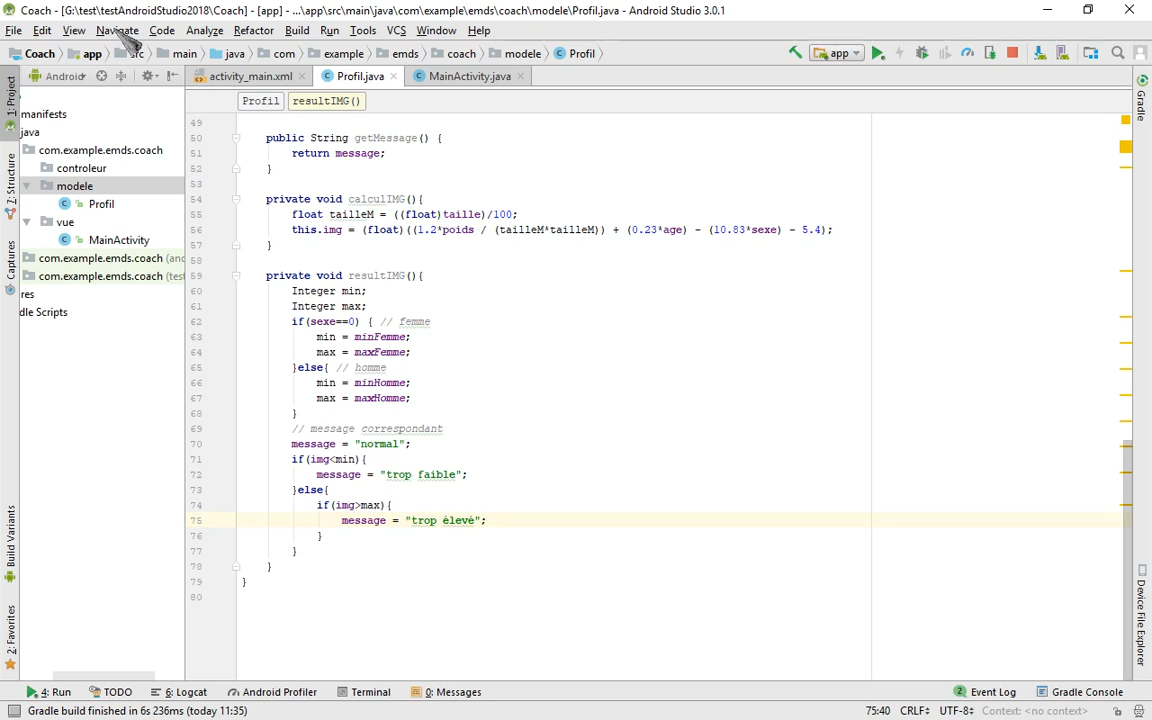 Coach - [G:\test\testAndroidStudio2018\Coach] - [app] - ...\app\src\main\java\com\example\emds\coach\modele\Profil.java - Android Studio 3.0.1
File Edit View Navigate Code Analyze Refactor Build Run Tools VCS Window Help
Coach app src main java com example emds coach modele Profil app
1: Project Android activity_main.xml Profil.java MainActivity.java Gradle
Profil resultIMG()
manifests
java
com.example.emds.coach
controleur
modele
Profil
vue
MainActivity
com.example.emds.coach (and
com.example.emds.coach (test
res
dle Scripts
Z: Structure
Captures
Build Variants
2: Favorites
49
50 public String getMessage() {
51 return message;
52 }
53
54 private void calculIMG(){
55 float tailleM = ((float)taille)/100;
56 this.img = (float)((1.2*poids / (tailleM*tailleM)) + (0.23*age) - (10.83*sexe) - 5.4);
57 }
58
59 private void resultIMG(){
60 Integer min;
61 Integer max;
62 if(sexe==0) { // femme
63 min = minFemme;
64 max = maxFemme;
65 }else{ // homme
66 min = minHomme;
67 max = maxHomme;
68 }
69 // message correspondant
70 message = "normal";
71 if(img<min){
72 message = "trop faible";
73 }else{
74 if(img>max){
75 message = "trop élevé";
76 }
77 }
78 }
79 }
80
Device File Explorer
4: Run TODO 6: Logcat Android Profiler Terminal 0: Messages 2 Event Log Gradle Console
Gradle build finished in 6s 236ms (today 11:35) 75:40 CRLF UTF-8 Context: <no context>